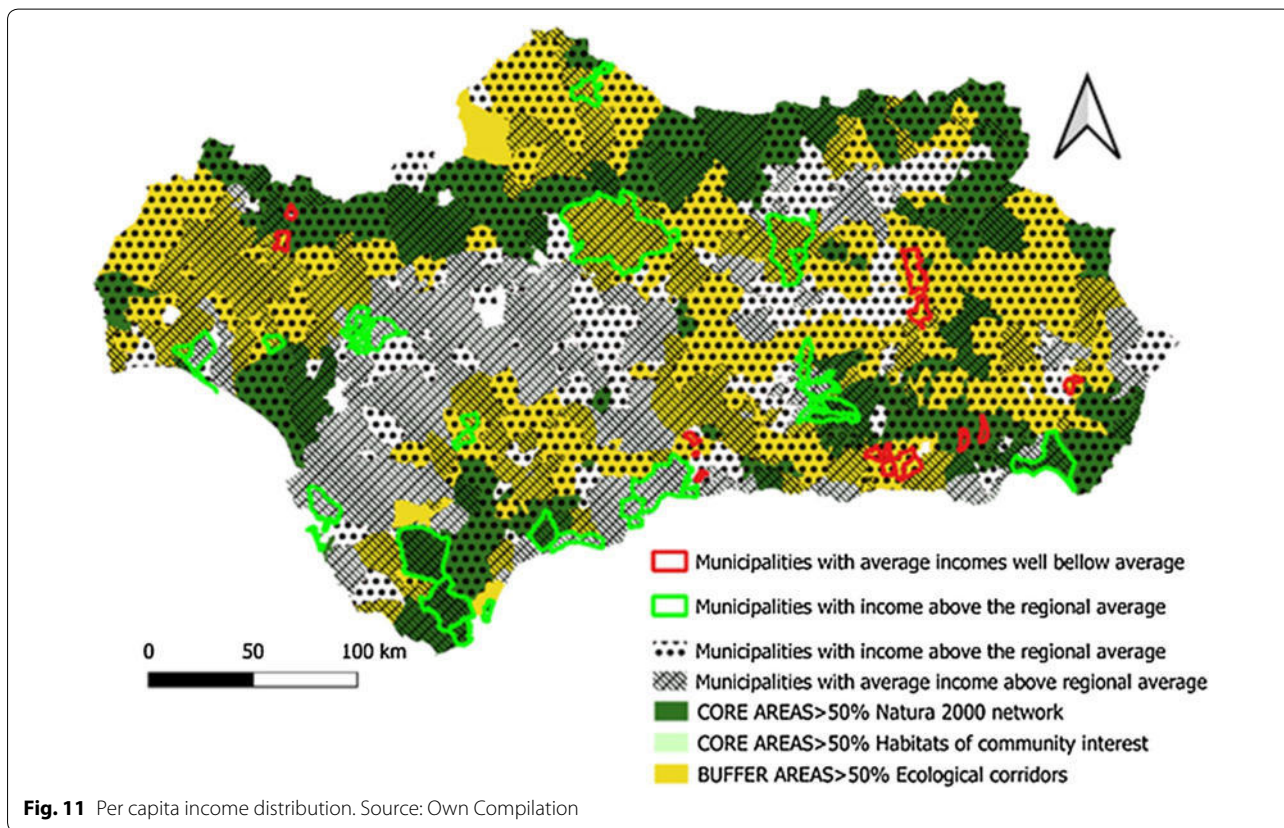 0 50 100 km
Municipalities with average incomes well bellow average
Municipalities with income above the regional average
Municipalities with income above the regional average
Municipalities with average income above regional average
CORE AREAS>50% Natura 2000 network
CORE AREAS>50% Habitats of community interest
BUFFER AREAS>50% Ecological corridors
Fig. 11 Per capita income distribution. Source: Own Compilation